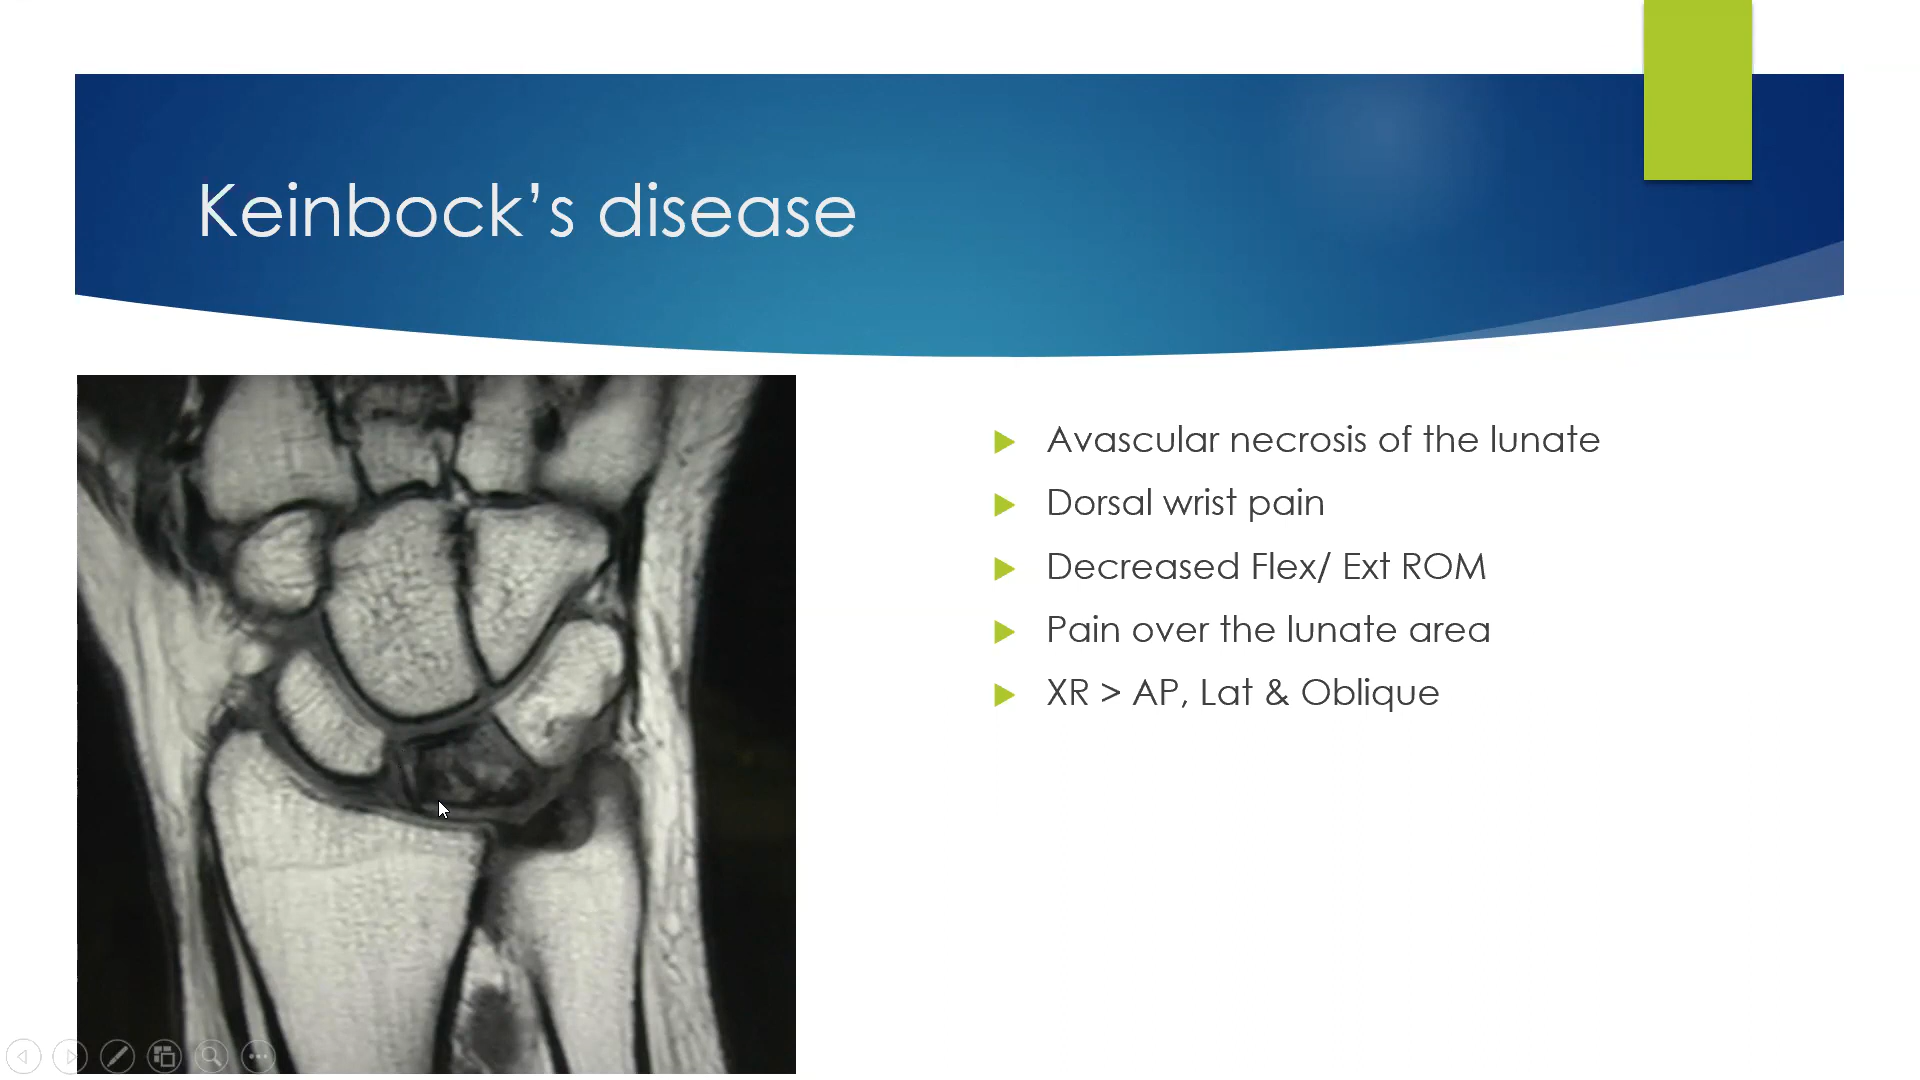 Keinbock’s disease
Avascular necrosis of the lunate
Dorsal wrist pain
Decreased Flex/ Ext ROM
Pain over the lunate area
XR > AP, Lat & Oblique